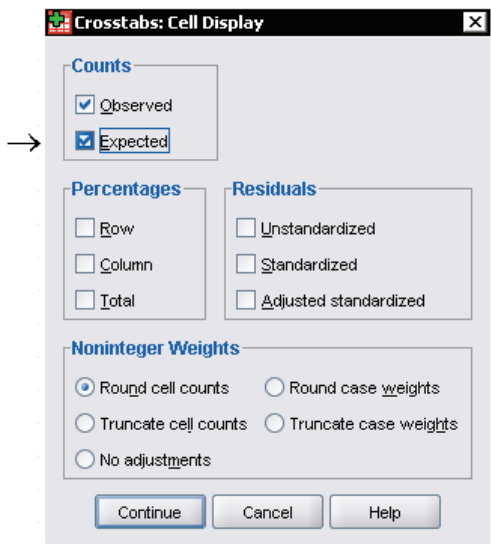 Crosstabs: Cell Display
Counts
Observed
Expected
Percentages
Row
Column
Total
Residuals
Unstandardized
Standardized
Adjusted standardized
Noninteger Weights
Round cell counts
Round case weights
Truncate cell counts
Truncate case weights
No adjustments
Continue
Cancel
Help